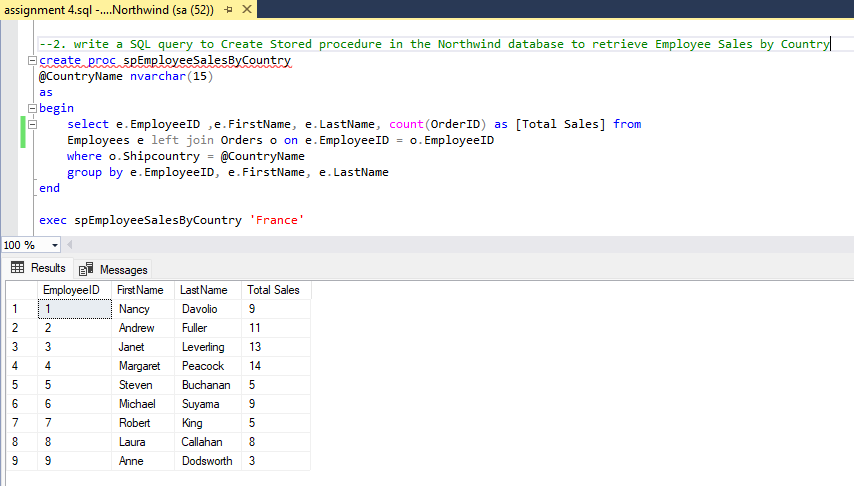 assignment 4.sql -....Northwind (sa (52))
--2. write a SQL query to Create Stored procedure in the Northwind database to retrieve Employee Sales by Country
create proc spEmployeeSalesByCountry
@CountryName nvarchar(15)
as
begin
select e.EmployeeID ,e.FirstName, e.LastName, count(OrderID) as [Total Sales] from
Employees e left join Orders o on e.EmployeeID = o.EmployeeID
where o.Shipcountry = @CountryName
group by e.EmployeeID, e.FirstName, e.LastName
end
exec spEmployeeSalesByCountry 'France'
100 %
Results Messages
EmployeeID FirstName LastName Total Sales
1 1 Nancy Davolio 9
2 2 Andrew Fuller 11
3 3 Janet Leverling 13
4 4 Margaret Peacock 14
5 5 Steven Buchanan 5
6 6 Michael Suyama 9
7 7 Robert King 5
8 8 Laura Callahan 8
9 9 Anne Dodsworth 3